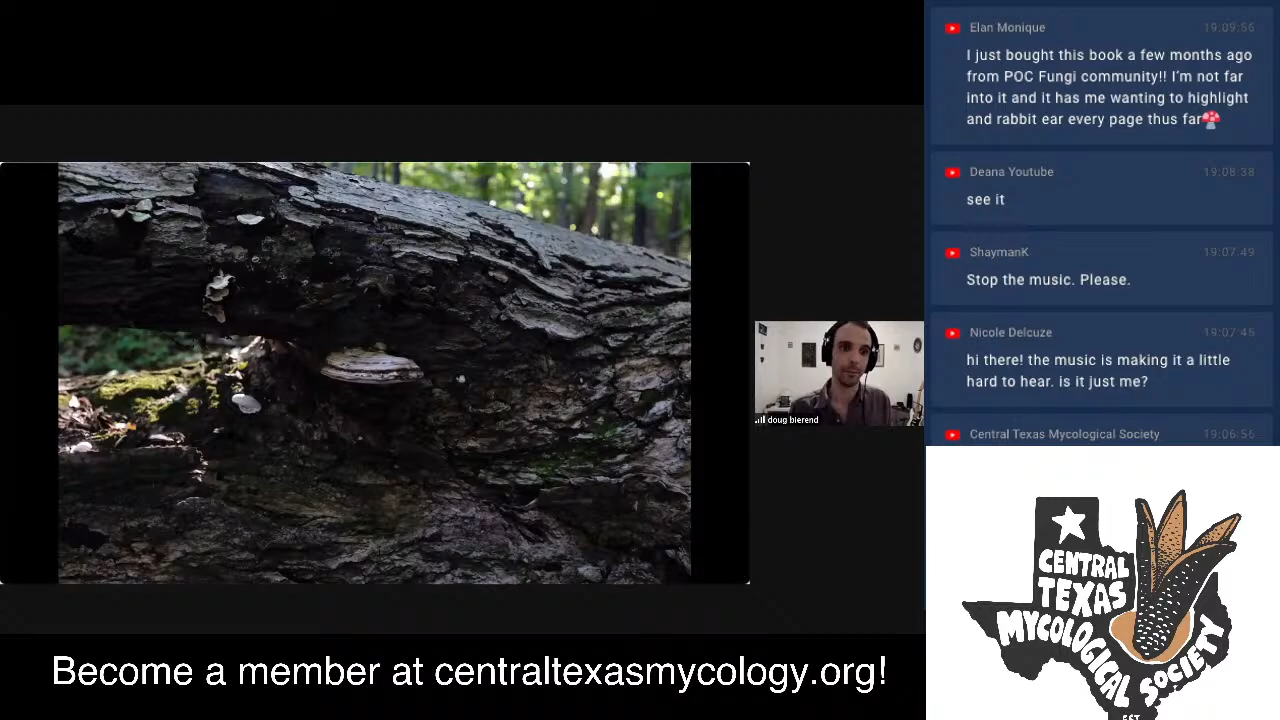 Elan Monique 19:09:56
I just bought this book a few months ago
from POC Fungi community!! I'm not far
into it and it has me wanting to highlight
and rabbit ear every page thus far🍄
Deana Youtube 19:08:38
see it
ShaymanK 19:07:49
Stop the music. Please.
Nicole Delcuze 19:07:45
hi there! the music is making it a little
hard to hear. is it just me?
Central Texas Mycological Society 19:06:56
doug bierend
CENTRAL
TEXAS
MYCOLOGICAL SOCIETY
EST
Become a member at centraltexasmycology.org!